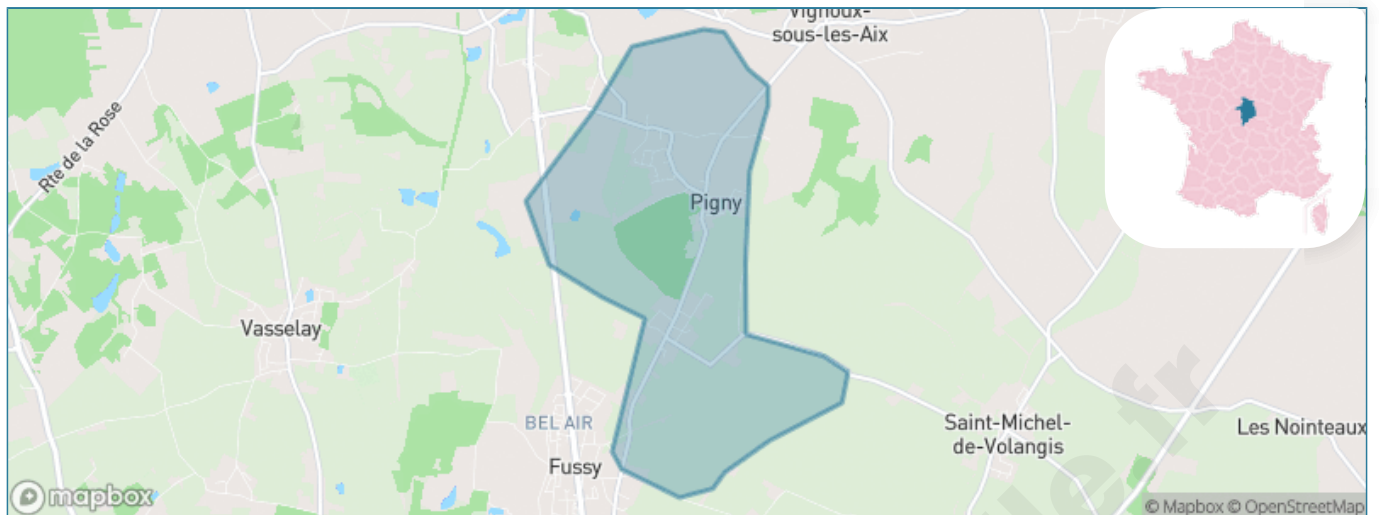 Vignoux-
sous-les-Aix
Rte de la Rose
Pigny
Vasselay
BEL AIR
Fussy
Saint-Michel-
de-Volangis
Les Nointeaux
mapbox
© Mapbox © OpenStreetMap